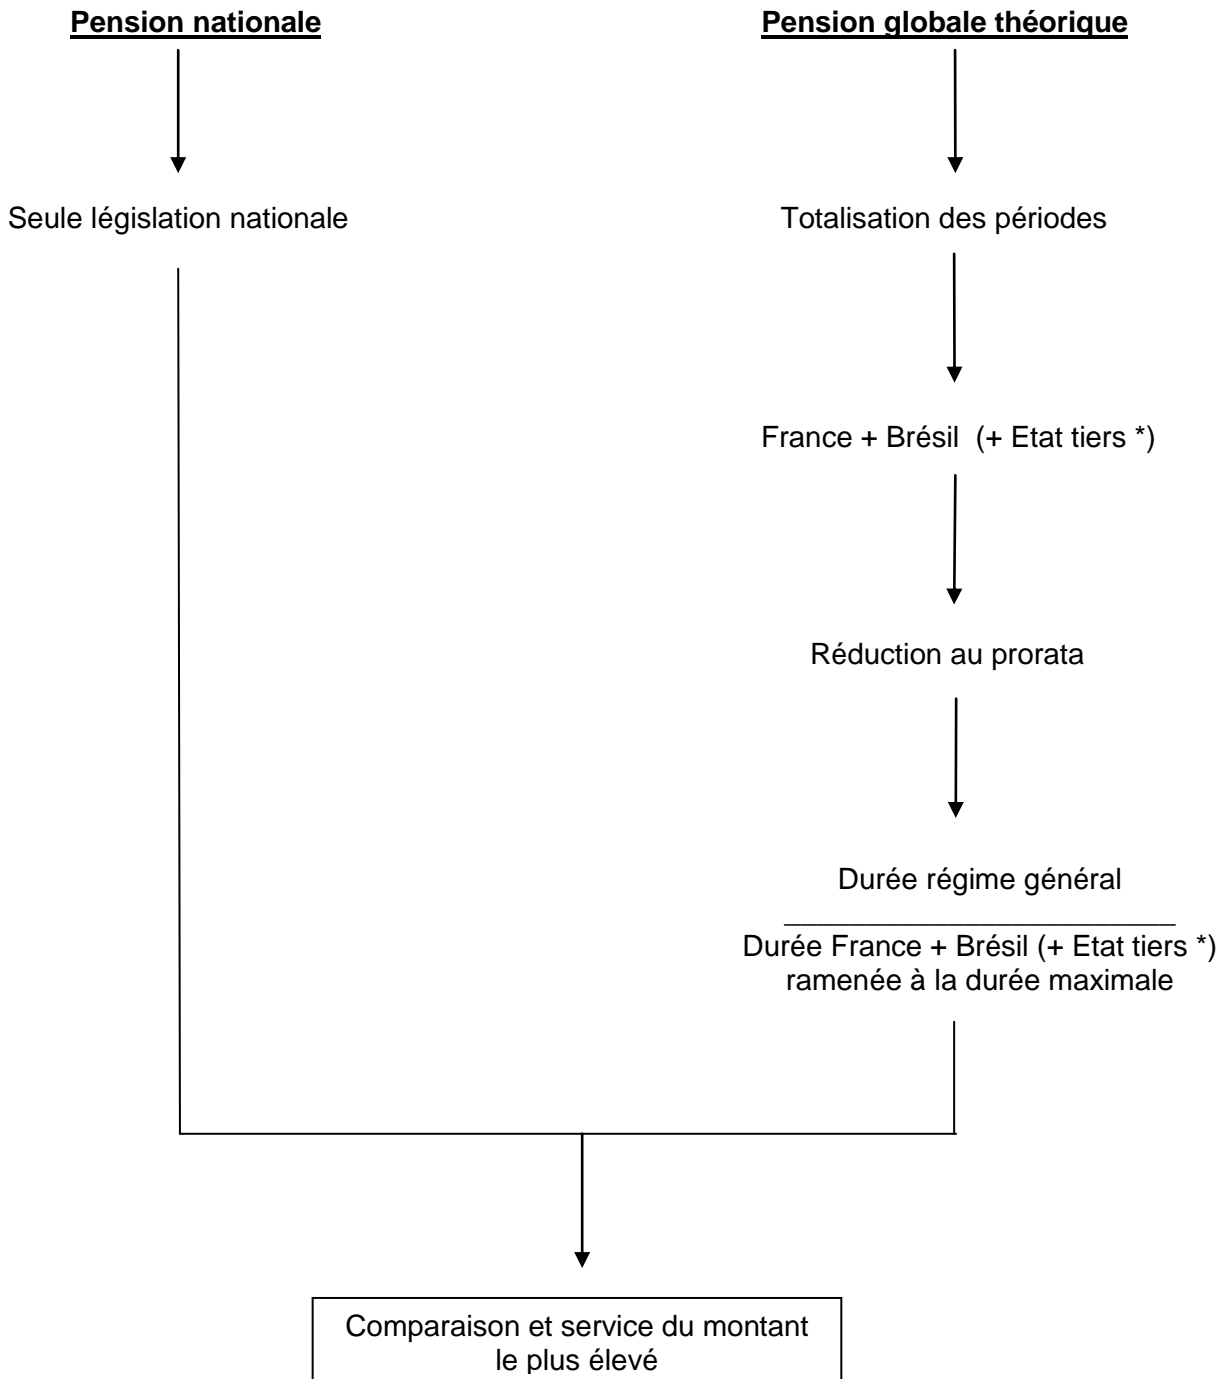 Pension nationale
Pension globale théorique
Seule législation nationale
Totalisation des périodes
France + Brésil  (+ Etat tiers *)
Réduction au prorata
Durée régime général
Durée France + Brésil (+ Etat tiers *)
ramenée à la durée maximale
Comparaison et service du montant
le plus élevé